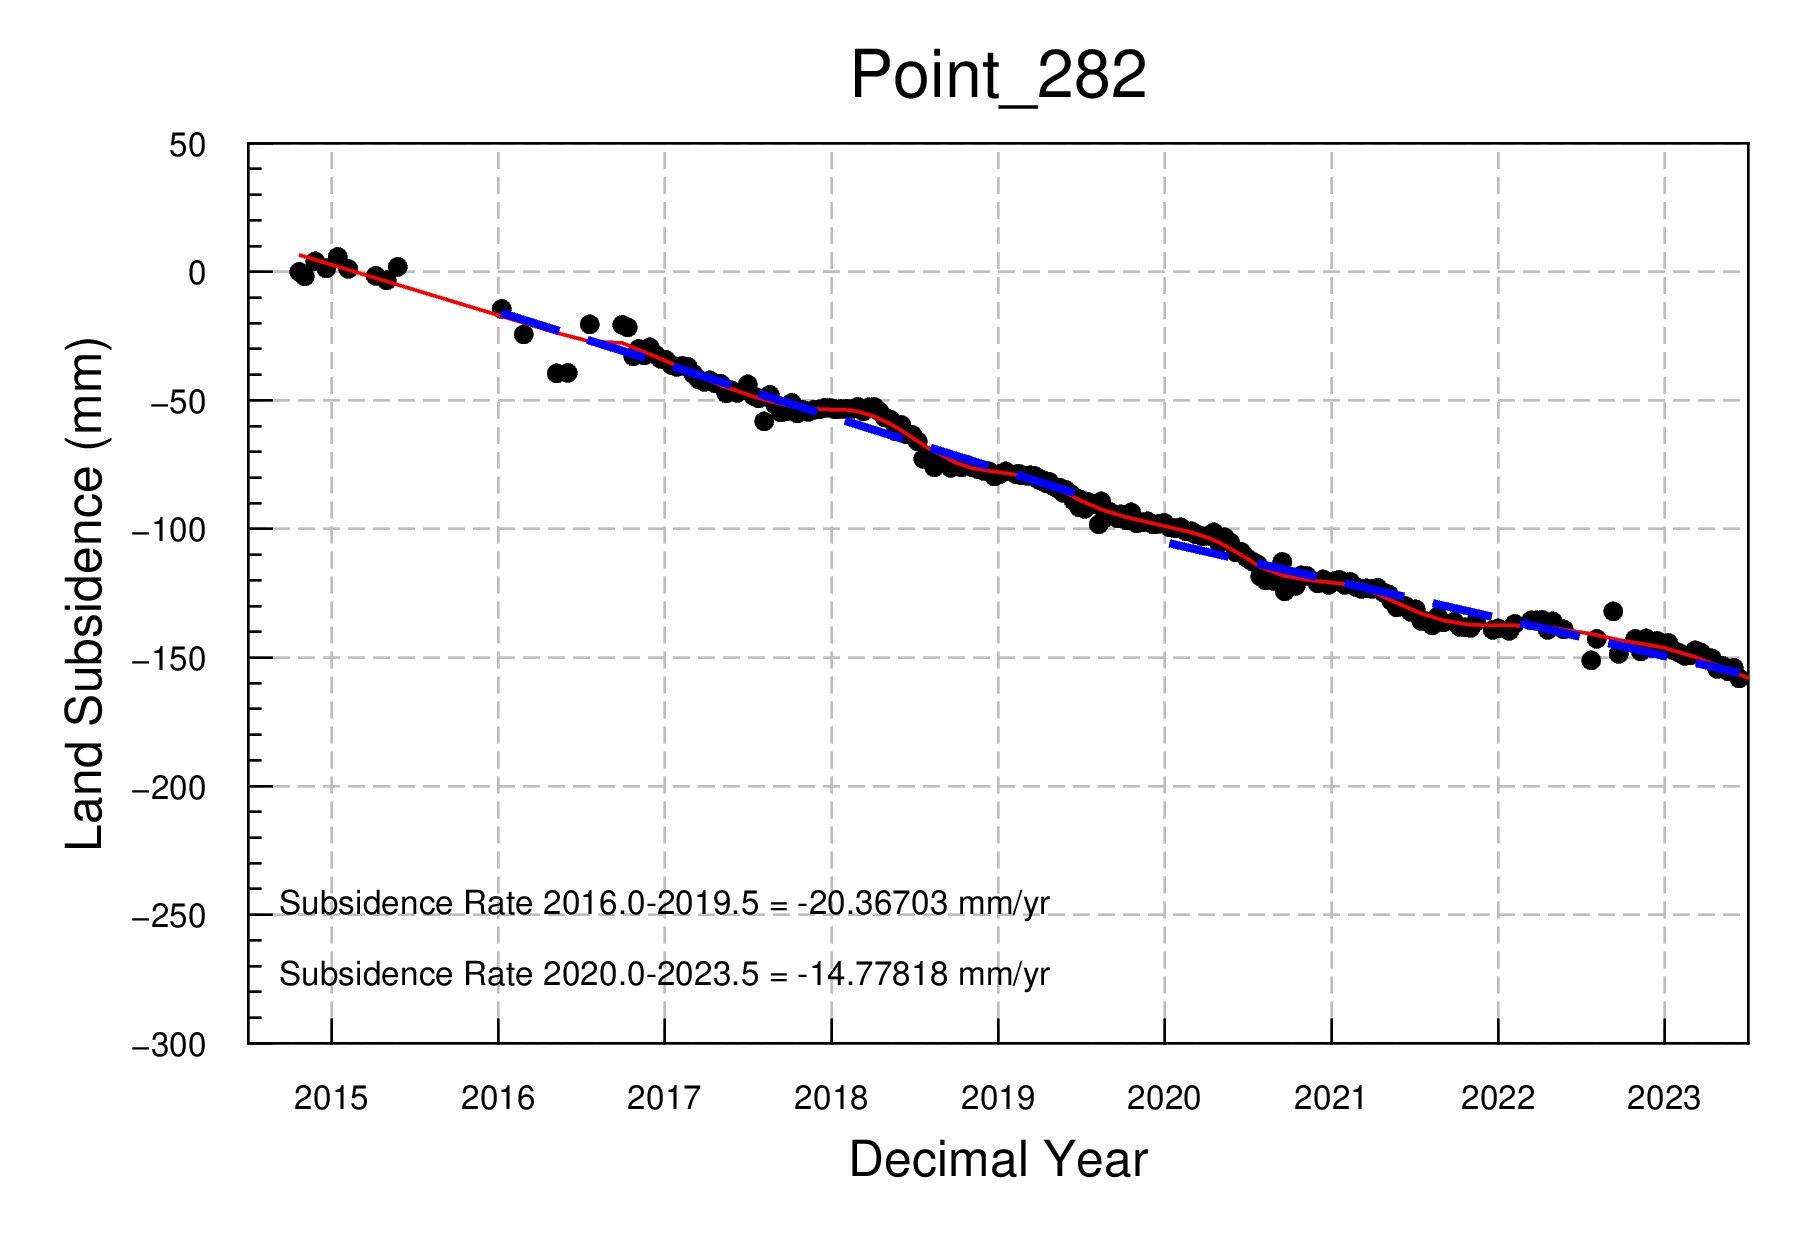 Point_282
50
0
−50
−100
−150
−200
−250
−300
Land Subsidence (mm)
Subsidence Rate 2016.0-2019.5 = -20.36703 mm/yr
Subsidence Rate 2020.0-2023.5 = -14.77818 mm/yr
2015 2016 2017 2018 2019 2020 2021 2022 2023
Decimal Year